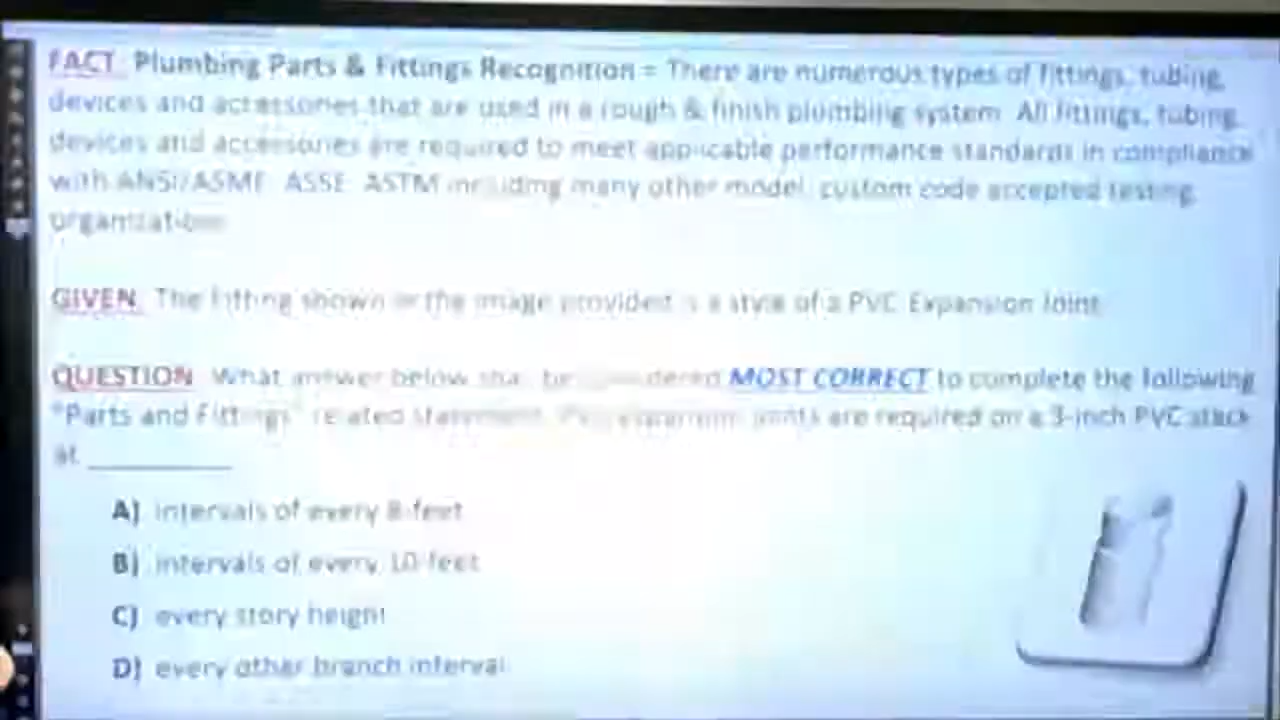 FACT: Plumbing Parts & Fittings Recognition = There are numerous types of fittings, tubing,
devices and accessories that are used in a rough & finish plumbing system. All fittings, tubing,
devices and accessories are required to meet applicable performance standards in compliance
with ANSI/ASME, ASSE, ASTM including many other model, custom code accepted testing
organizations.
GIVEN: The fitting shown in the image provided is a style of a PVC Expansion Joint.
QUESTION: What answer below shall be considered MOST CORRECT to complete the following
"Parts and Fittings" related statement. PVC expansion joints are required on a 3-inch PVC stack
at
A) intervals of every 8-feet
B) intervals of every 10-feet
C) every story height
D) every other branch interval